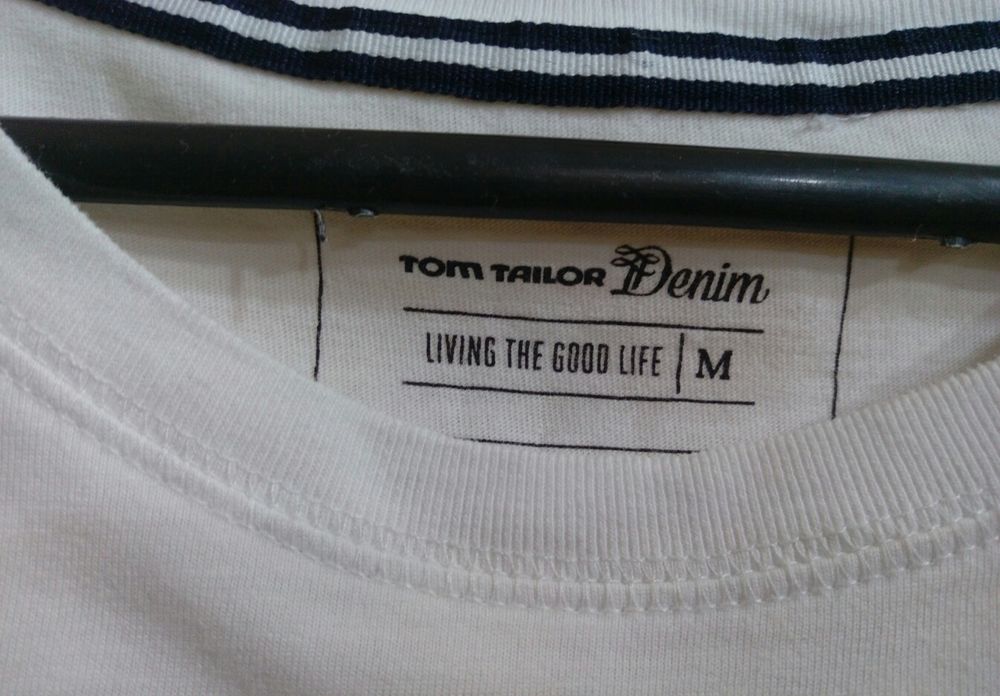 TOM TAILOR Denim
LIVING THE GOOD LIFE | M